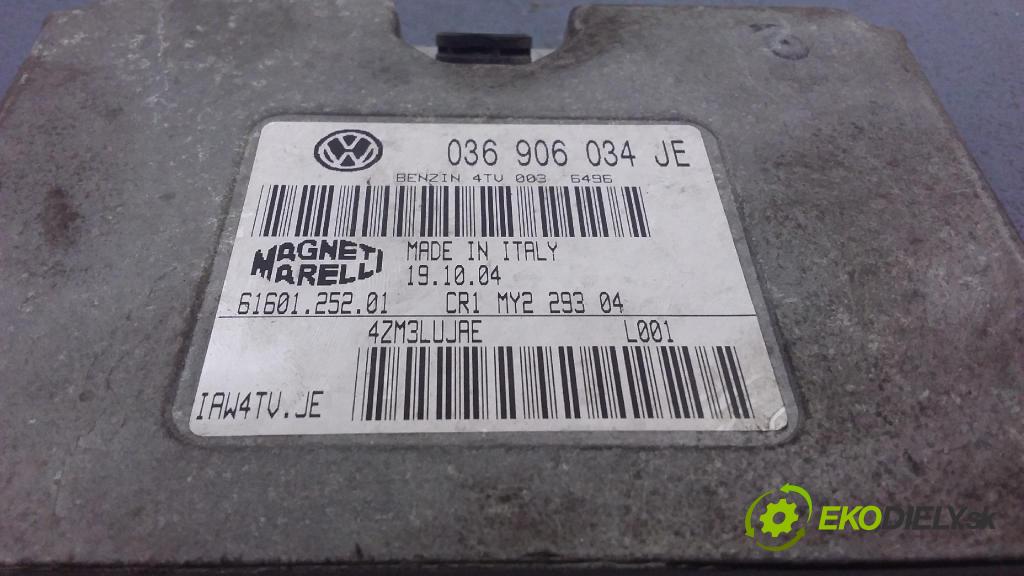 VW 036 906 034 JE
BENZIN 4TV 003 6496
MAGNETI MARELLI
MADE IN ITALY
19.10.04
61601.252.01 CR1 MY2 293 04
4ZM3LUJAE L001
IAW4TV.JE
EKODIELY.sk